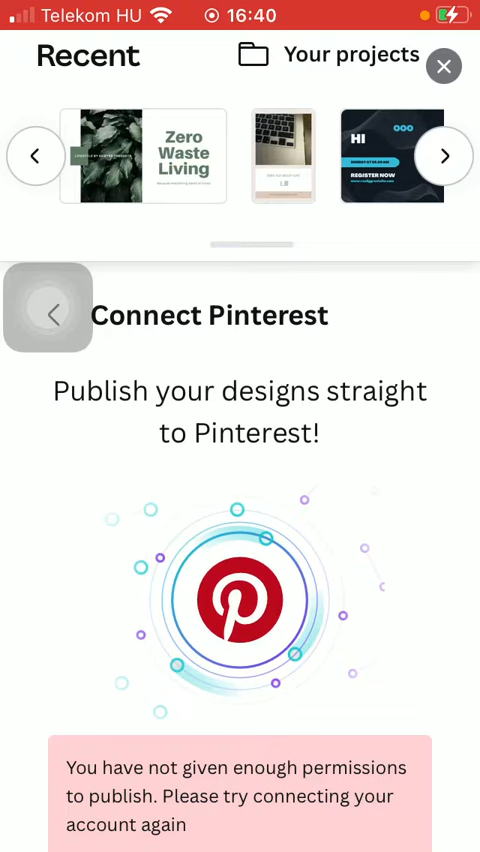 Telekom HU
16:40
Recent
Your projects
Zero
Waste
Living
HI
REGISTER NOW
Connect Pinterest
Publish your designs straight
to Pinterest!
You have not given enough permissions
to publish. Please try connecting your
account again